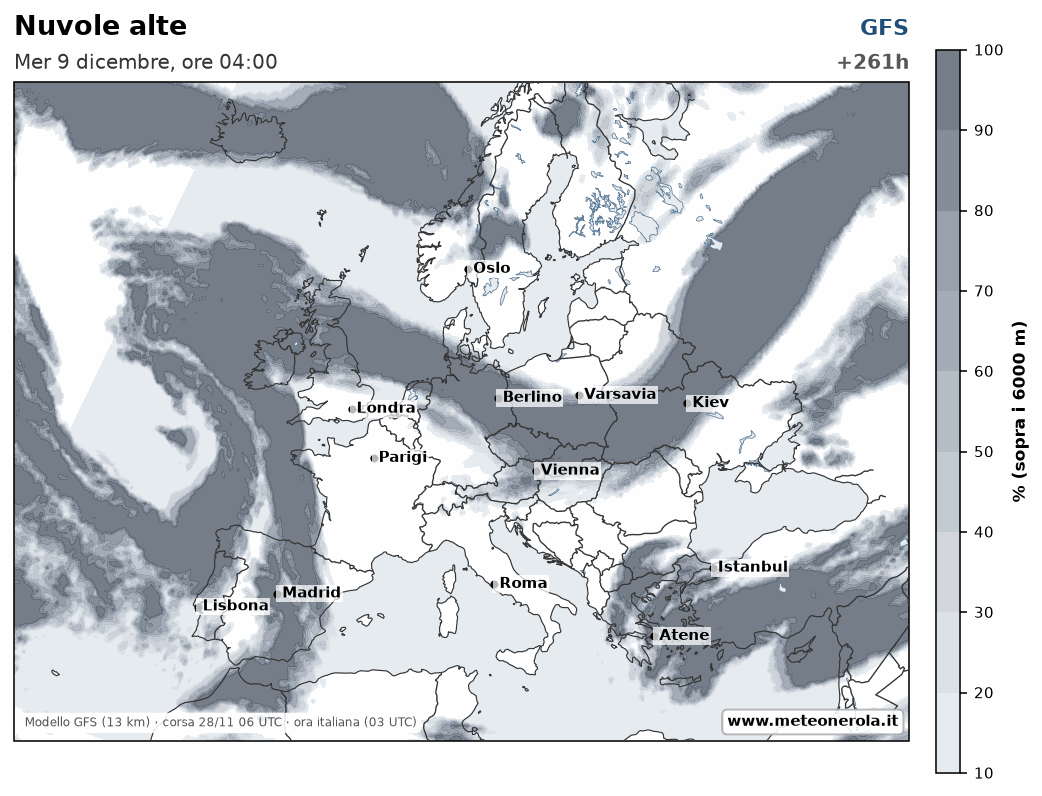 Nuvole alte
GFS
Mer 9 dicembre, ore 04:00
+261h
100
90
80
70
60
50
40
30
20
10
% (sopra i 6000 m)
Oslo
Berlino
Varsavia
Kiev
Londra
Parigi
Vienna
Istanbul
Roma
Madrid
Lisbona
Atene
Modello GFS (13 km) · corsa 28/11 06 UTC · ora italiana (03 UTC)
www.meteonerola.it